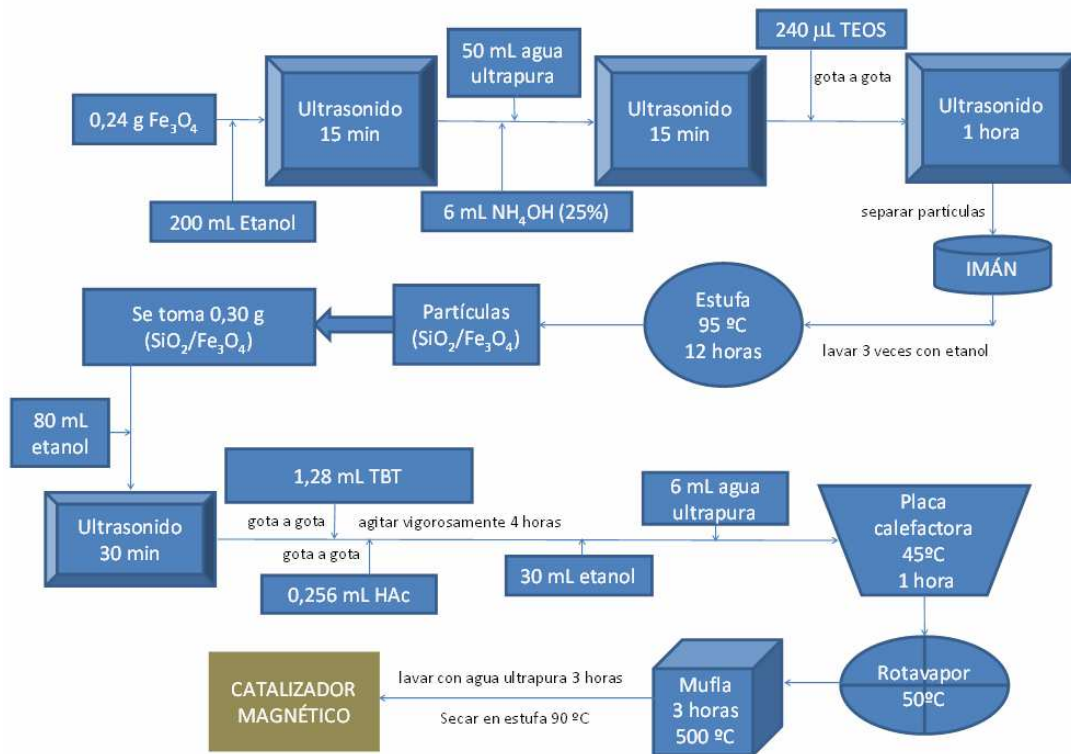 240 µL TEOS
50 mL agua
ultrapura
gota a gota
0,24 g Fe₃O₄
Ultrasonido
15 min
Ultrasonido
15 min
Ultrasonido
1 hora
200 mL Etanol
6 mL NH₄OH (25%)
separar partículas
IMÁN
Se toma 0,30 g
(SiO₂/Fe₃O₄)
Partículas
(SiO₂/Fe₃O₄)
Estufa
95 ºC
12 horas
lavar 3 veces con etanol
80 mL
etanol
1,28 mL TBT
6 mL agua
ultrapura
Ultrasonido
30 min
gota a gota
agitar vigorosamente 4 horas
gota a gota
0,256 mL HAc
30 mL etanol
Placa
calefactora
45ºC
1 hora
CATALIZADOR
MAGNÉTICO
lavar con agua ultrapura 3 horas
Secar en estufa 90 ºC
Mufla
3 horas
500 ºC
Rotavapor
50ºC